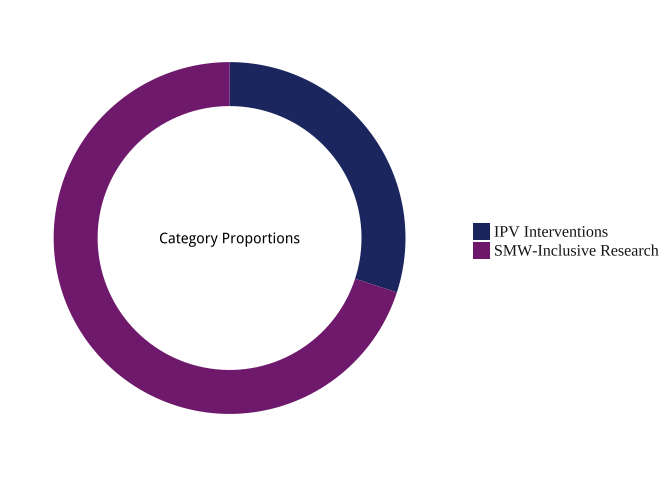 Category Proportions
IPV Interventions
SMW-Inclusive Research